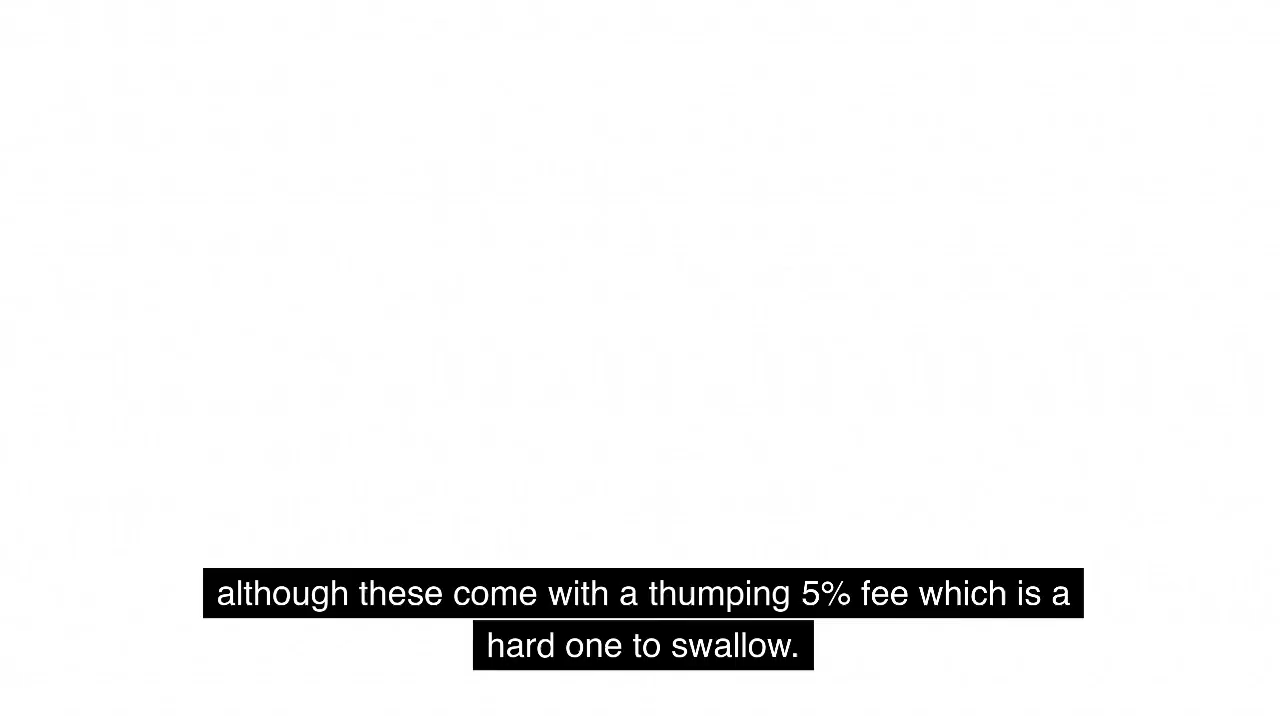 although these come with a thumping 5% fee which is a
hard one to swallow.